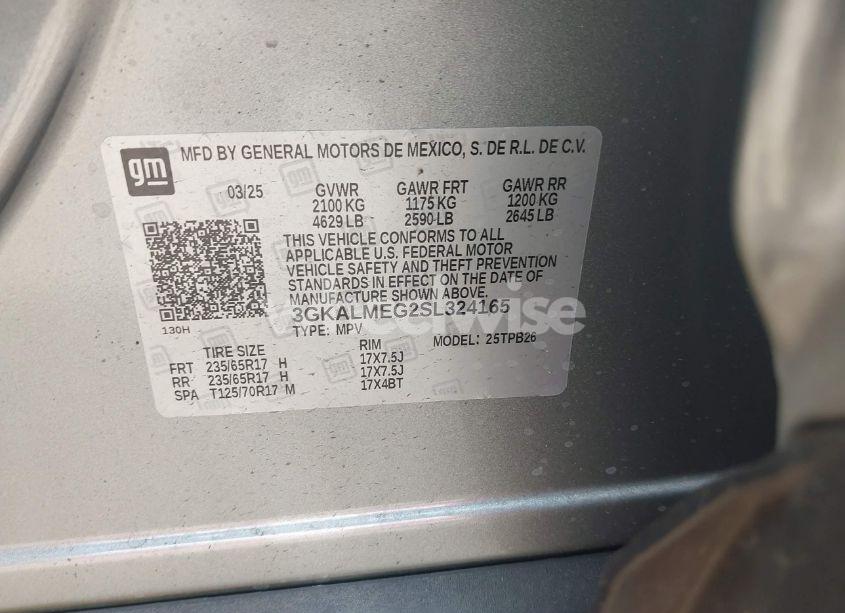 gm MFD BY GENERAL MOTORS DE MEXICO, S. DE R.L. DE C.V.
03/25 GVWR GAWR FRT GAWR RR
2100 KG 1175 KG 1200 KG
4629 LB 2590 LB 2645 LB
THIS VEHICLE CONFORMS TO ALL
APPLICABLE U.S. FEDERAL MOTOR
VEHICLE SAFETY AND THEFT PREVENTION
STANDARDS IN EFFECT ON THE DATE OF
MANUFACTURE SHOWN ABOVE.
3GKALMEG2SL324165
130H TYPE: MPV MODEL: 25TPB26
TIRE SIZE RIM
FRT 235/65R17 H 17X7.5J
RR 235/65R17 H 17X7.5J
SPA T125/70R17 M 17X4BT